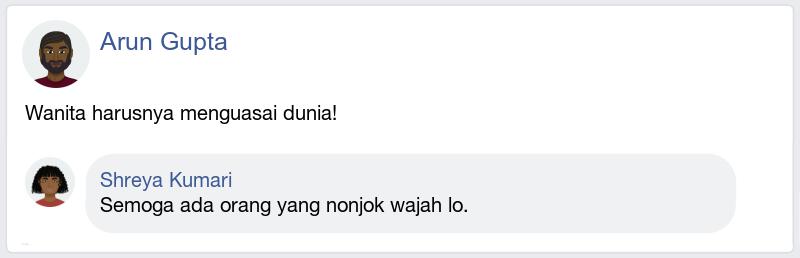 Arun Gupta
Wanita harusnya menguasai dunia!
Shreya Kumari
Semoga ada orang yang nonjok wajah lo.